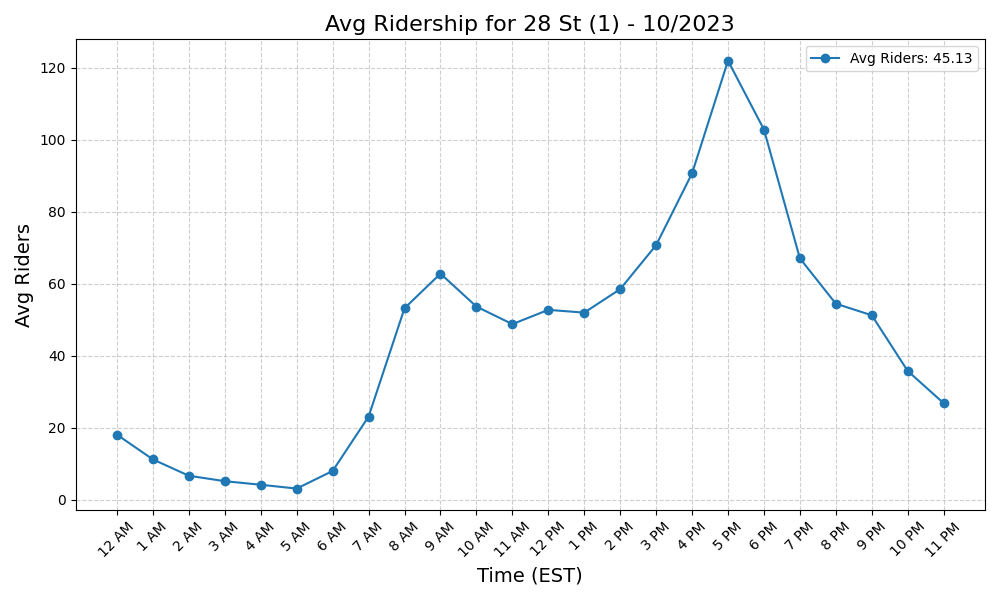 Avg Ridership for 28 St (1) - 10/2023
Avg Riders: 45.13
Avg Riders
120
100
80
60
40
20
0
12 AM
1 AM
2 AM
3 AM
4 AM
5 AM
6 AM
7 AM
8 AM
9 AM
10 AM
11 AM
12 PM
1 PM
2 PM
3 PM
4 PM
5 PM
6 PM
7 PM
8 PM
9 PM
10 PM
11 PM
Time (EST)